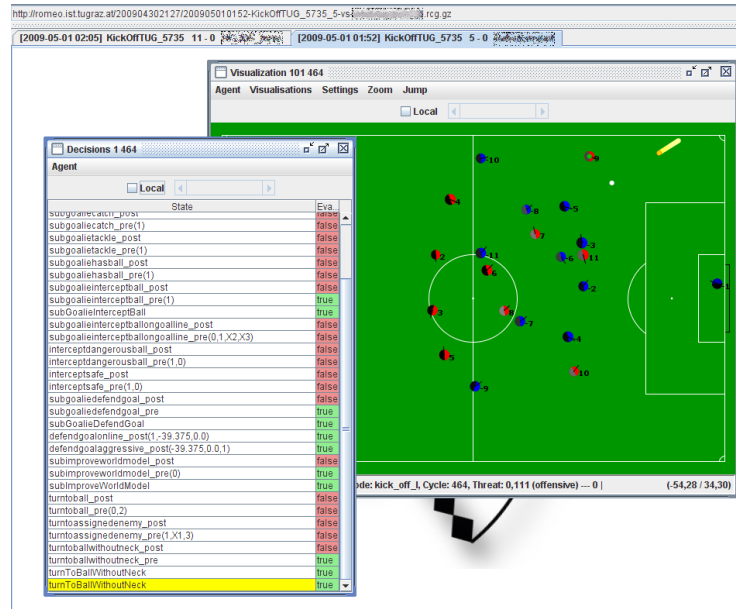 http://romeo.ist.tugraz.at/200904302127/200905010152-KickOffTUG_5735_5-vs .rcg.gz
[2009-05-01 02:05] KickOffTUG_5735 11 - 0
[2009-05-01 01:52] KickOffTUG_5735 5 - 0
Visualization 101 464
Agent Visualisations Settings Zoom Jump
Local
10
9
4
8
5
7
3
2
11
6
11
6
2
1
3
8
7
4
5
10
9
ode: kick_off_l, Cycle: 464, Threat: 0,111 (offensive) --- 0 | (-54,28 / 34,30)
Decisions 1 464
Agent
Local
State Eva...
subgoaliecatch_post false
subgoaliecatch_pre(1) false
subgoalietackle_post false
subgoalietackle_pre(1) false
subgoaliehasball_post false
subgoaliehasball_pre(1) false
subgoalieinterceptball_post false
subgoalieinterceptball_pre(1) true
subGoalieInterceptBall true
subgoalieinterceptballongoalline_post false
subgoalieinterceptballongoalline_pre(0,1,X2,X3) false
interceptdangerousball_post false
interceptdangerousball_pre(1,0) false
interceptsafe_post false
interceptsafe_pre(1,0) false
subgoaliedefendgoal_post false
subgoaliedefendgoal_pre true
subGoalieDefendGoal true
defendgoalonline_post(1,-39.375,0.0) true
defendgoalaggressive_post(-39.375,0.0,1) true
subimproveworldmodel_post false
subimproveworldmodel_pre(0) true
subImproveWorldModel true
turntoball_post false
turntoball_pre(0,2) false
turntoassignedenemy_post false
turntoassignedenemy_pre(1,X1,3) false
turntoballwithoutneck_post false
turntoballwithoutneck_pre true
turnToBallWithoutNeck true
turnToBallWithoutNeck true